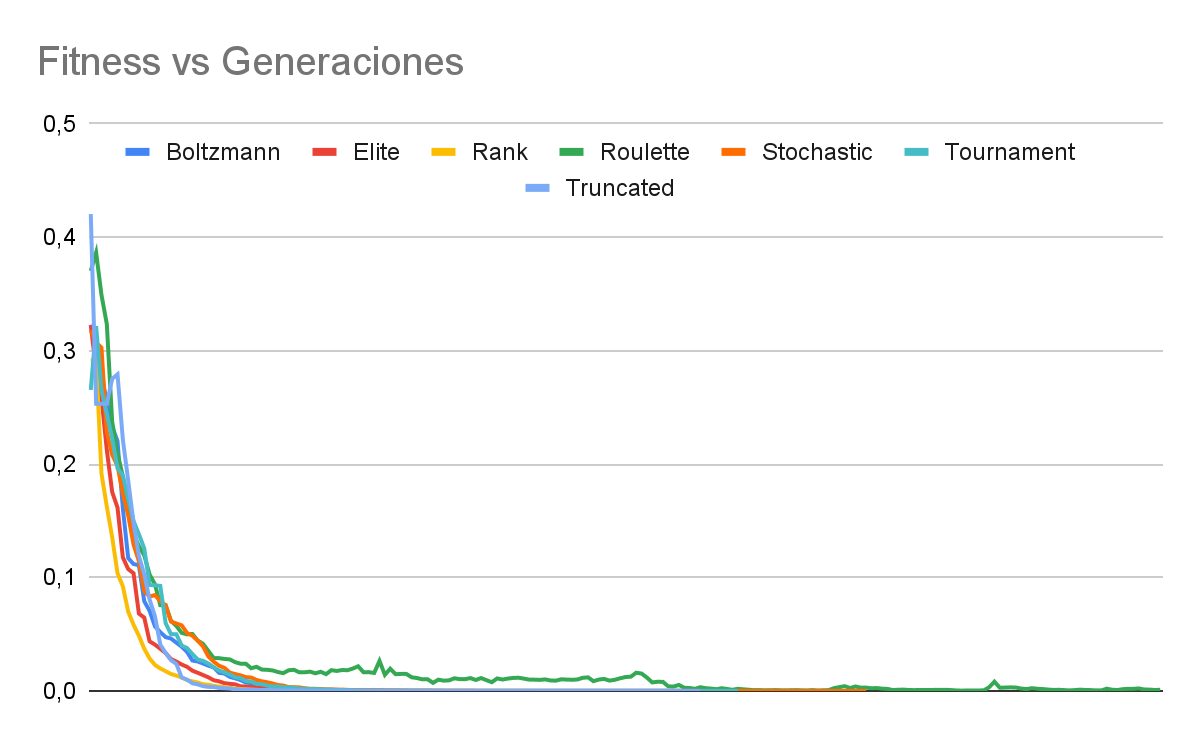 Fitness vs Generaciones
0,5
Boltzmann Elite Rank Roulette Stochastic Tournament
Truncated
0,4
0,3
0,2
0,1
0,0